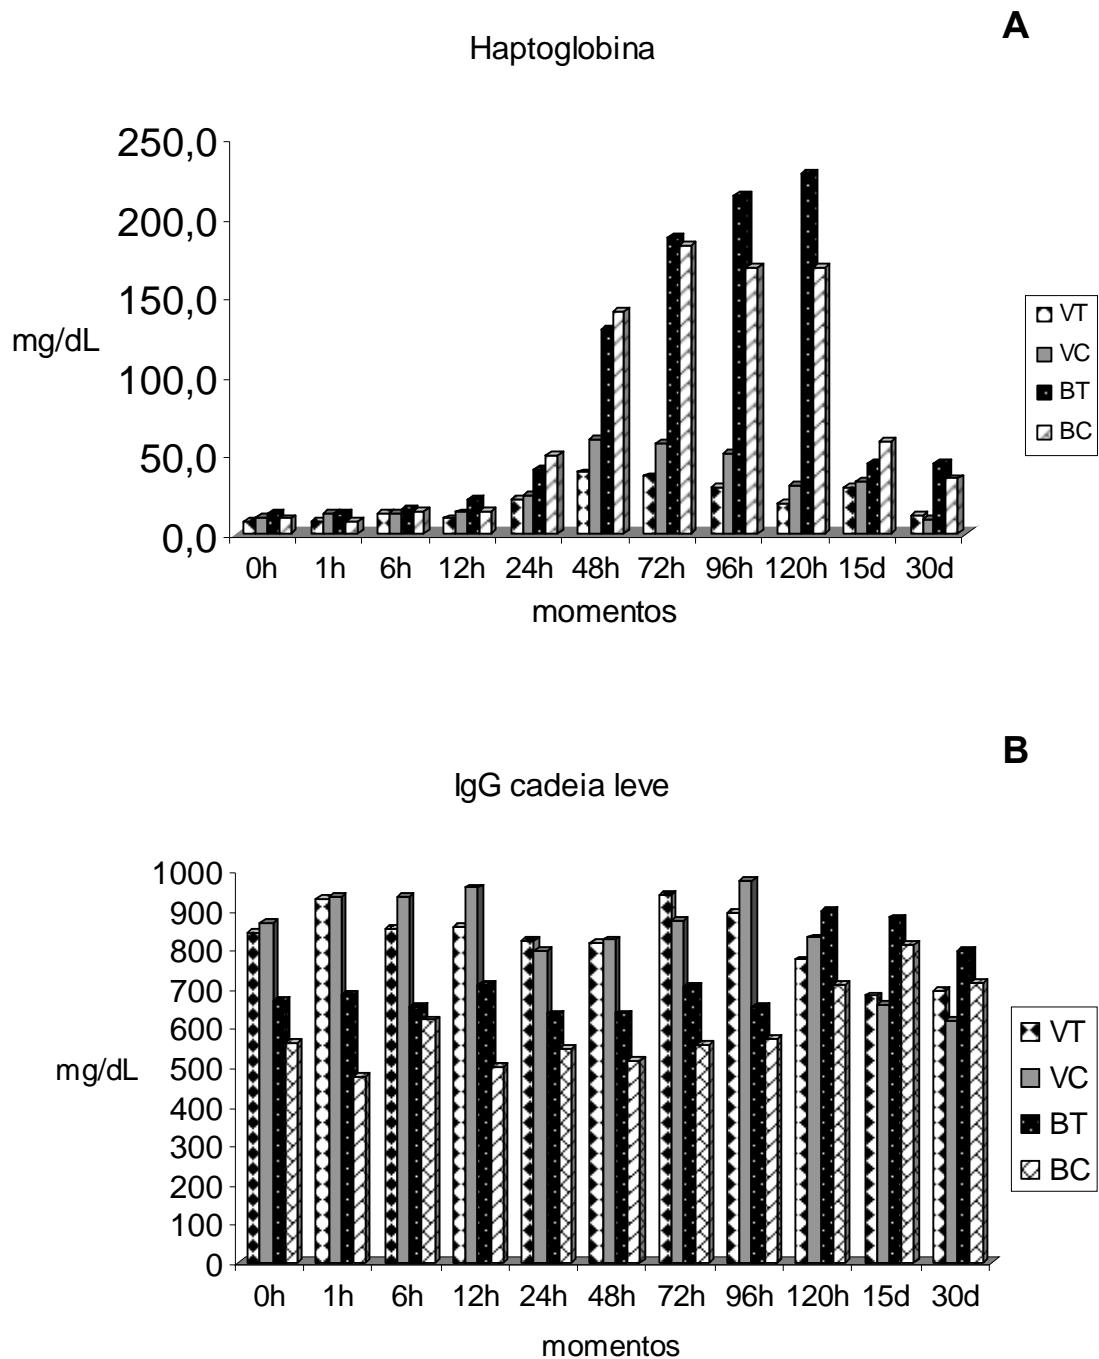 A
Haptoglobina
250,0
200,0
150,0
100,0
50,0
0,0
mg/dL
0h 1h 6h 12h 24h 48h 72h 96h 120h 15d 30d
momentos
VT
VC
BT
BC
B
IgG cadeia leve
1000
900
800
700
600
500
400
300
200
100
0
mg/dL
0h 1h 6h 12h 24h 48h 72h 96h 120h 15d 30d
momentos
VT
VC
BT
BC